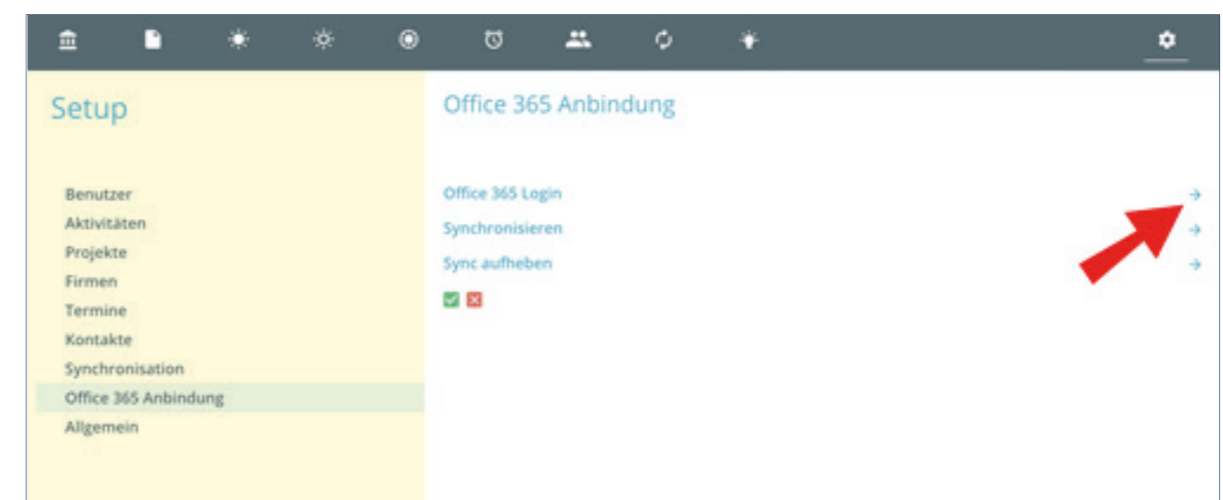 Setup
Benutzer
Aktivitäten
Projekte
Firmen
Termine
Kontakte
Synchronisation
Office 365 Anbindung
Allgemein
Office 365 Anbindung
Office 365 Login
Synchronisieren
Sync aufheben